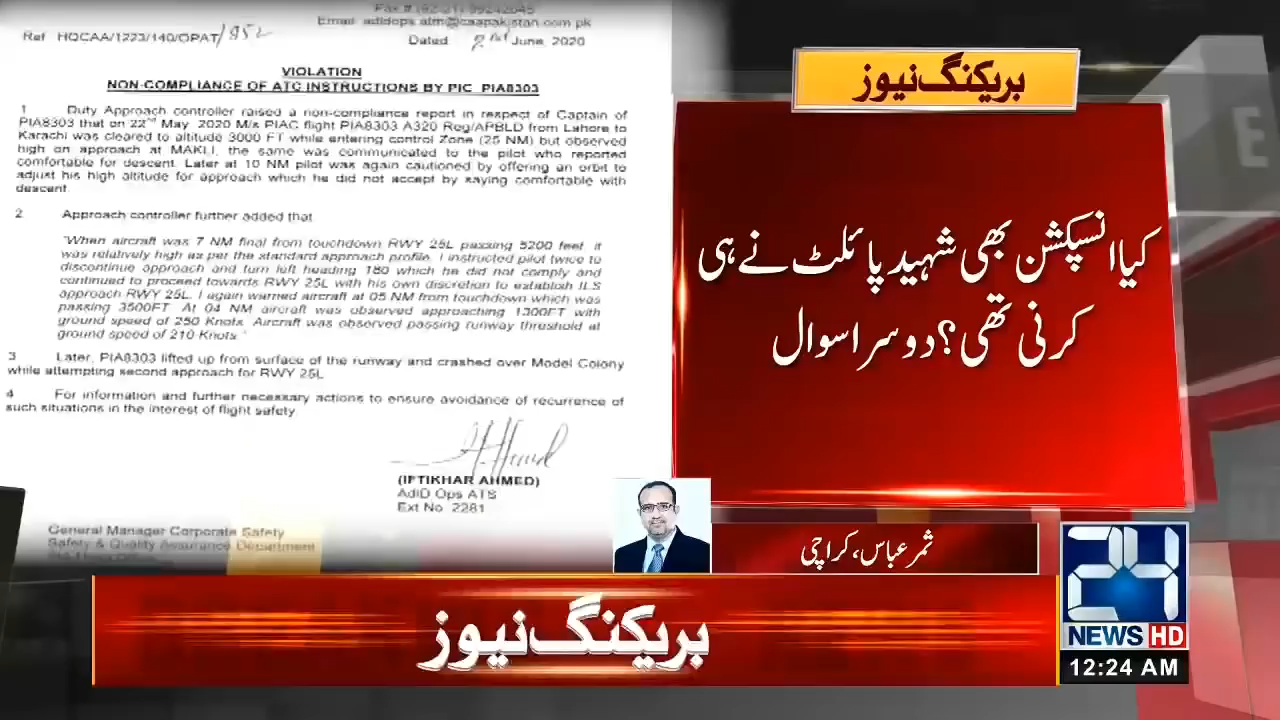 Fax # (92-21) 99242045
Email: adidops.atm@caapakistan.com.pk
Ref HQCAA/1223/140/OPAT/952
Dated: 2nd June, 2020
VIOLATION
NON-COMPLIANCE OF ATC INSTRUCTIONS BY PIC PIA8303
1 Duty Approach controller raised a non-compliance report in respect of Captain of
PIA8303 that on 22nd May 2020 M/s PIAC flight PIA8303 A320 Reg/APBLD from Lahore to
Karachi was cleared to altitude 3000 FT while entering control Zone (25 NM) but observed
high on approach at MAKLI, the same was communicated to the pilot who reported
comfortable for descent. Later at 10 NM pilot was again cautioned by offering an orbit to
adjust his high altitude for approach which he did not accept by saying comfortable with
descent.
2 Approach controller further added that
"When aircraft was 7 NM final from touchdown RWY 25L passing 5200 feet it
was relatively high as per the standard approach profile. I instructed pilot twice to
discontinue approach and turn left heading 180 which he did not comply and
continued to proceed towards RWY 25L with his own discretion to establish ILS
approach RWY 25L. I again warned aircraft at 05 NM from touchdown which was
passing 3500FT. At 04 NM aircraft was observed approaching 1300FT with
ground speed of 250 Knots. Aircraft was observed passing runway threshold at
ground speed of 210 Knots."
3 Later, PIA8303 lifted up from surface of the runway and crashed over Model Colony
while attempting second approach for RWY 25L
4 For information and further necessary actions to ensure avoidance of recurrence of
such situations in the interest of flight safety
(IFTIKHAR AHMED)
AdlD Ops ATS
Ext No 2281
General Manager Corporate Safety
Safety & Quality Assurance Department
بریکنگ نیوز
کیا انسپکشن بھی شہید پائلٹ نے ہی
کرنی تھی؟ دوسرا سوال
ثمر عباس، کراچی
بریکنگ نیوز
24
NEWS HD
12:24 AM
E